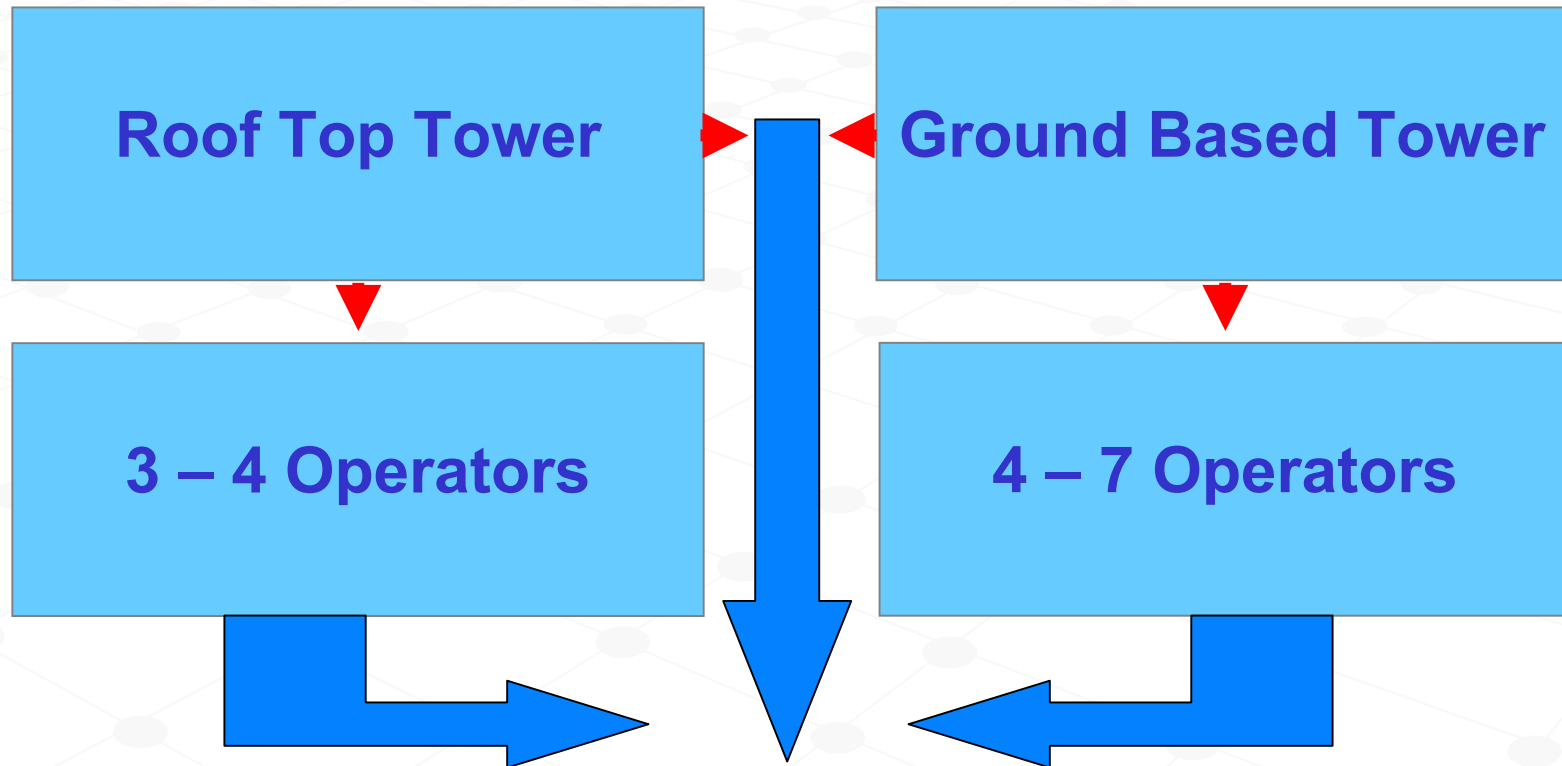 Roof Top Tower
Ground Based Tower
3 – 4 Operators
4 – 7 Operators